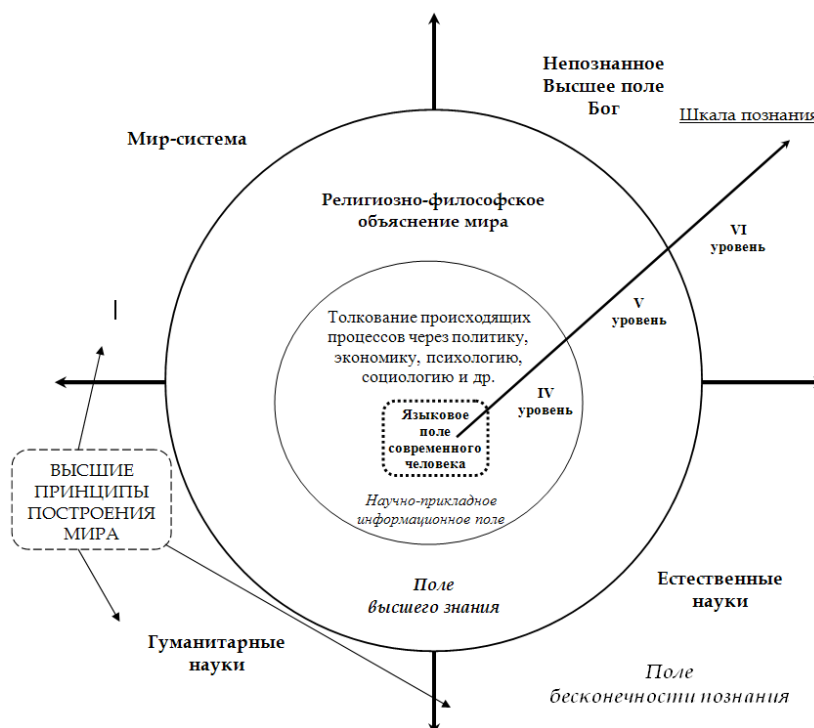 Непознанное
Высшее поле
Бог
Шкала познания
Мир-система
Религиозно-философское
объяснение мира
VI
уровень
V
уровень
Толкование происходящих
процессов через политику,
экономику, психологию,
социологию и др.
IV
уровень
Языковое
поле
современного
человека
ВЫСШИЕ
ПРИНЦИПЫ
ПОСТРОЕНИЯ
МИРА
Научно-прикладное
информационное поле
Поле
высшего знания
Естественные
науки
Гуманитарные
науки
Поле
бесконечности познания